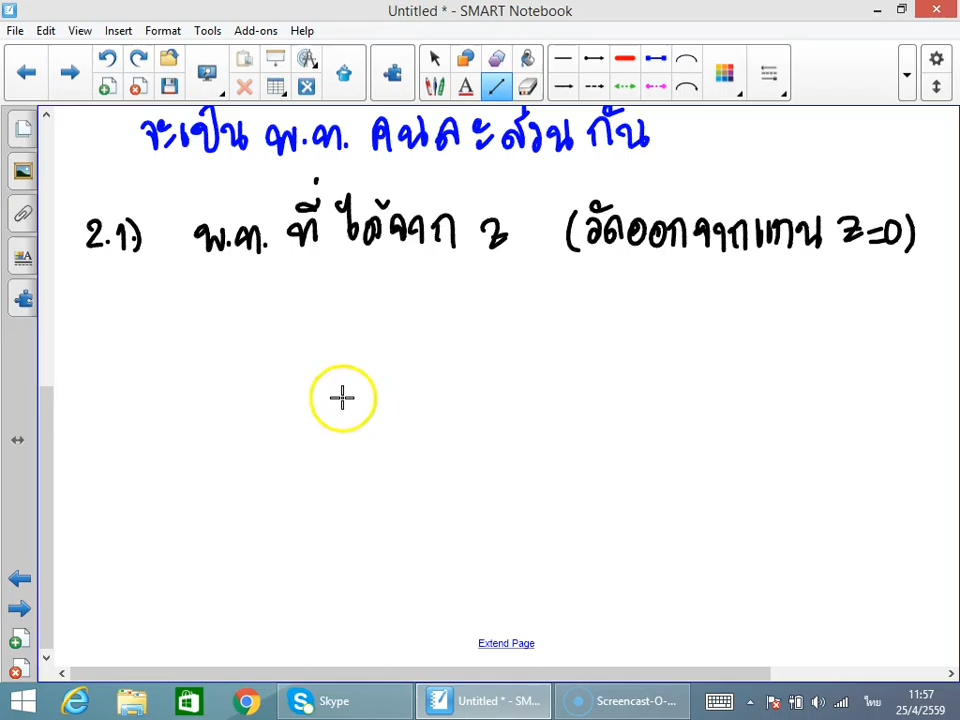 Untitled * - SMART Notebook
File Edit View Insert Format Tools Add-ons Help
จะเป็น พ.ท. คนละส่วนกัน
2.1) พ.ท. ที่ได้จาก z (วัดออกจากแกน z=0)
Extend Page
Skype Untitled * - SM... Screencast-O-... ไทย 11:57
25/4/2559